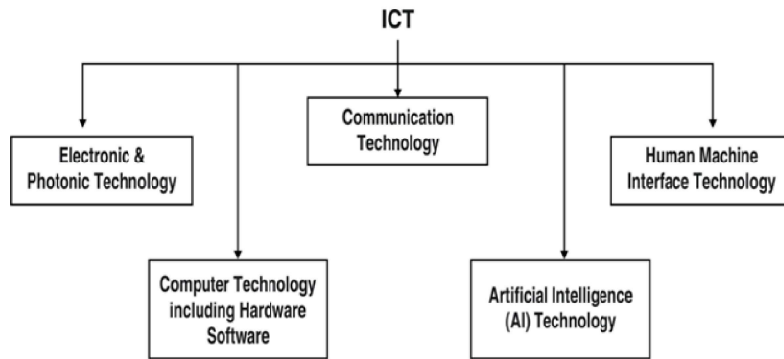 ICT
Communication
Technology
Electronic &
Photonic Technology
Human Machine
Interface Technology
Computer Technology
including Hardware
Software
Artificial Intelligence
(AI) Technology